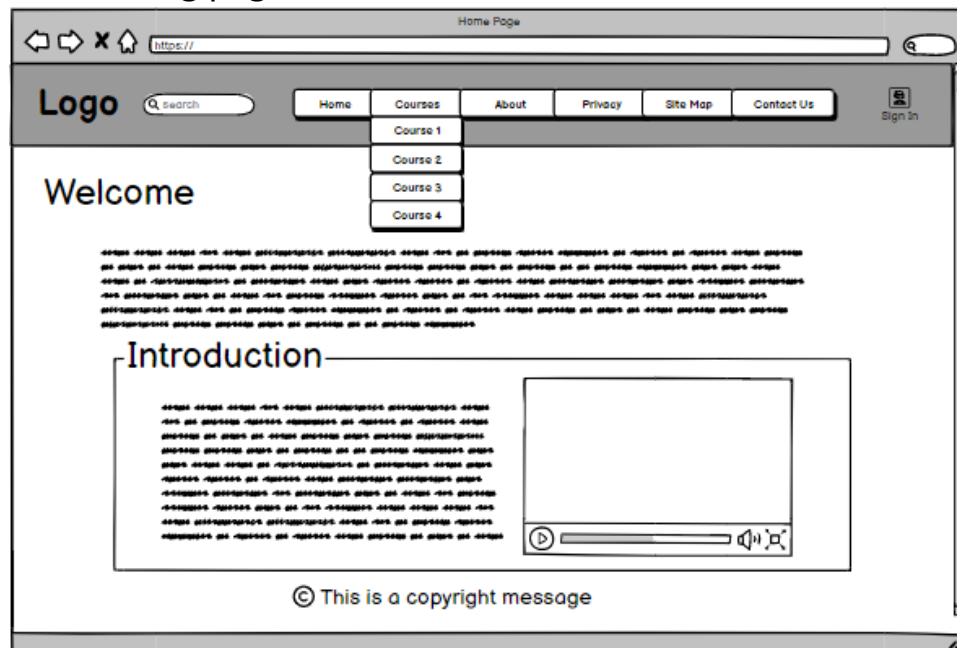 Home Page
https://
Logo
search
Home Courses About Privacy Site Map Contact Us
Sign In
Course 1
Course 2
Course 3
Course 4
Welcome
Introduction
© This is a copyright message